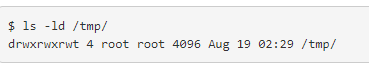 $ ls -ld /tmp/
drwxrwxrwt 4 root root 4096 Aug 19 02:29 /tmp/